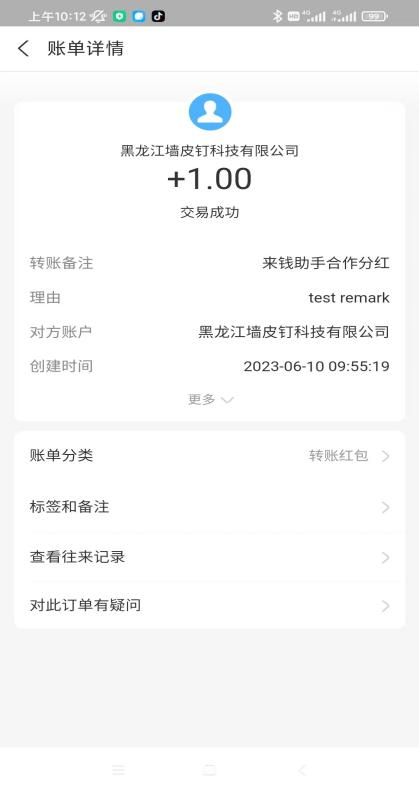 上午10:12
HD 4G 4G 99
账单详情
黑龙江墙皮钉科技有限公司
+1.00
交易成功
转账备注 来钱助手合作分红
理由 test remark
对方账户 黑龙江墙皮钉科技有限公司
创建时间 2023-06-10 09:55:19
更多
账单分类 转账红包
标签和备注
查看往来记录
对此订单有疑问